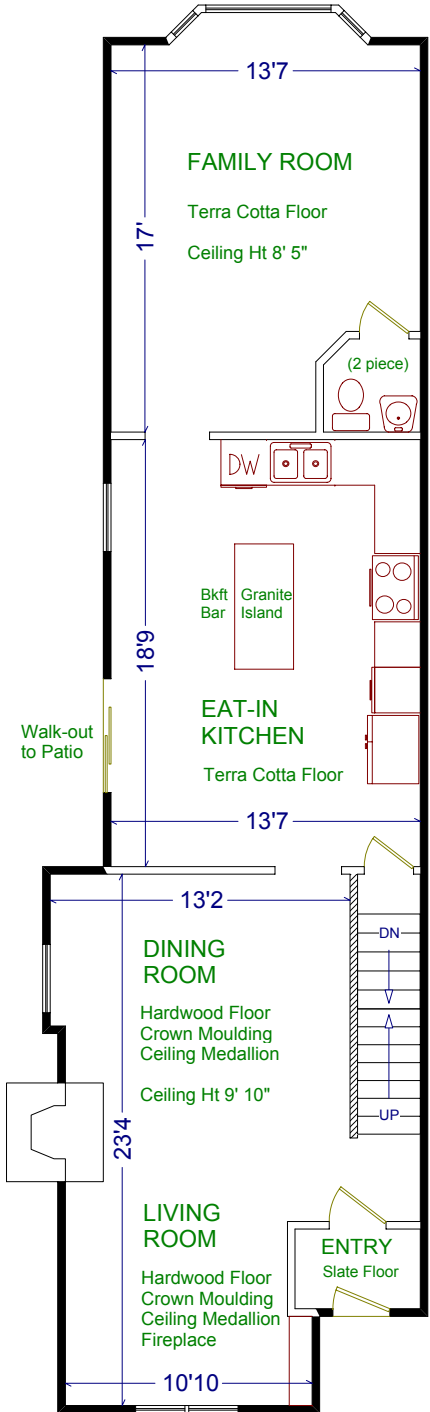 13'7
FAMILY ROOM
Terra Cotta Floor
Ceiling Ht 8' 5"
17'
(2 piece)
DW
Bkft
Bar
Granite
Island
18'9
EAT-IN
KITCHEN
Terra Cotta Floor
Walk-out
to Patio
13'7
13'2
DINING
ROOM
Hardwood Floor
Crown Moulding
Ceiling Medallion
Ceiling Ht 9' 10"
DN
UP
23'4
LIVING
ROOM
Hardwood Floor
Crown Moulding
Ceiling Medallion
Fireplace
ENTRY
Slate Floor
10'10